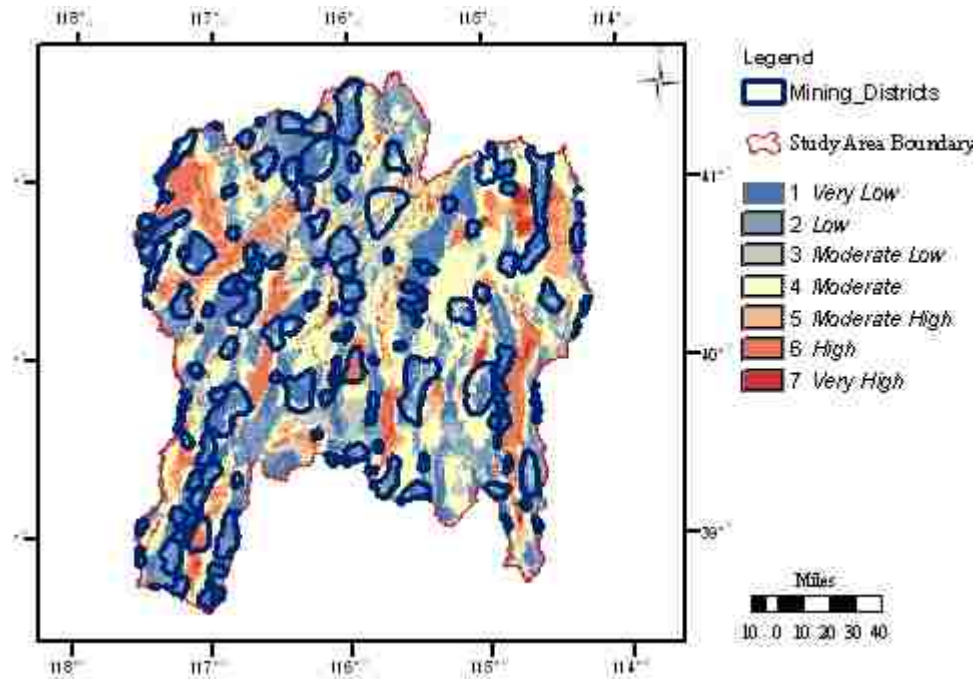 118° 117° 116° 115° 114°
Legend
Mining_Districts
Study Area Boundary
41°
1 Very Low
2 Low
3 Moderate Low
4 Moderate
5 Moderate High
6 High
7 Very High
40°
39°
Miles
10 0 10 20 30 40
118° 117° 116° 115° 114°